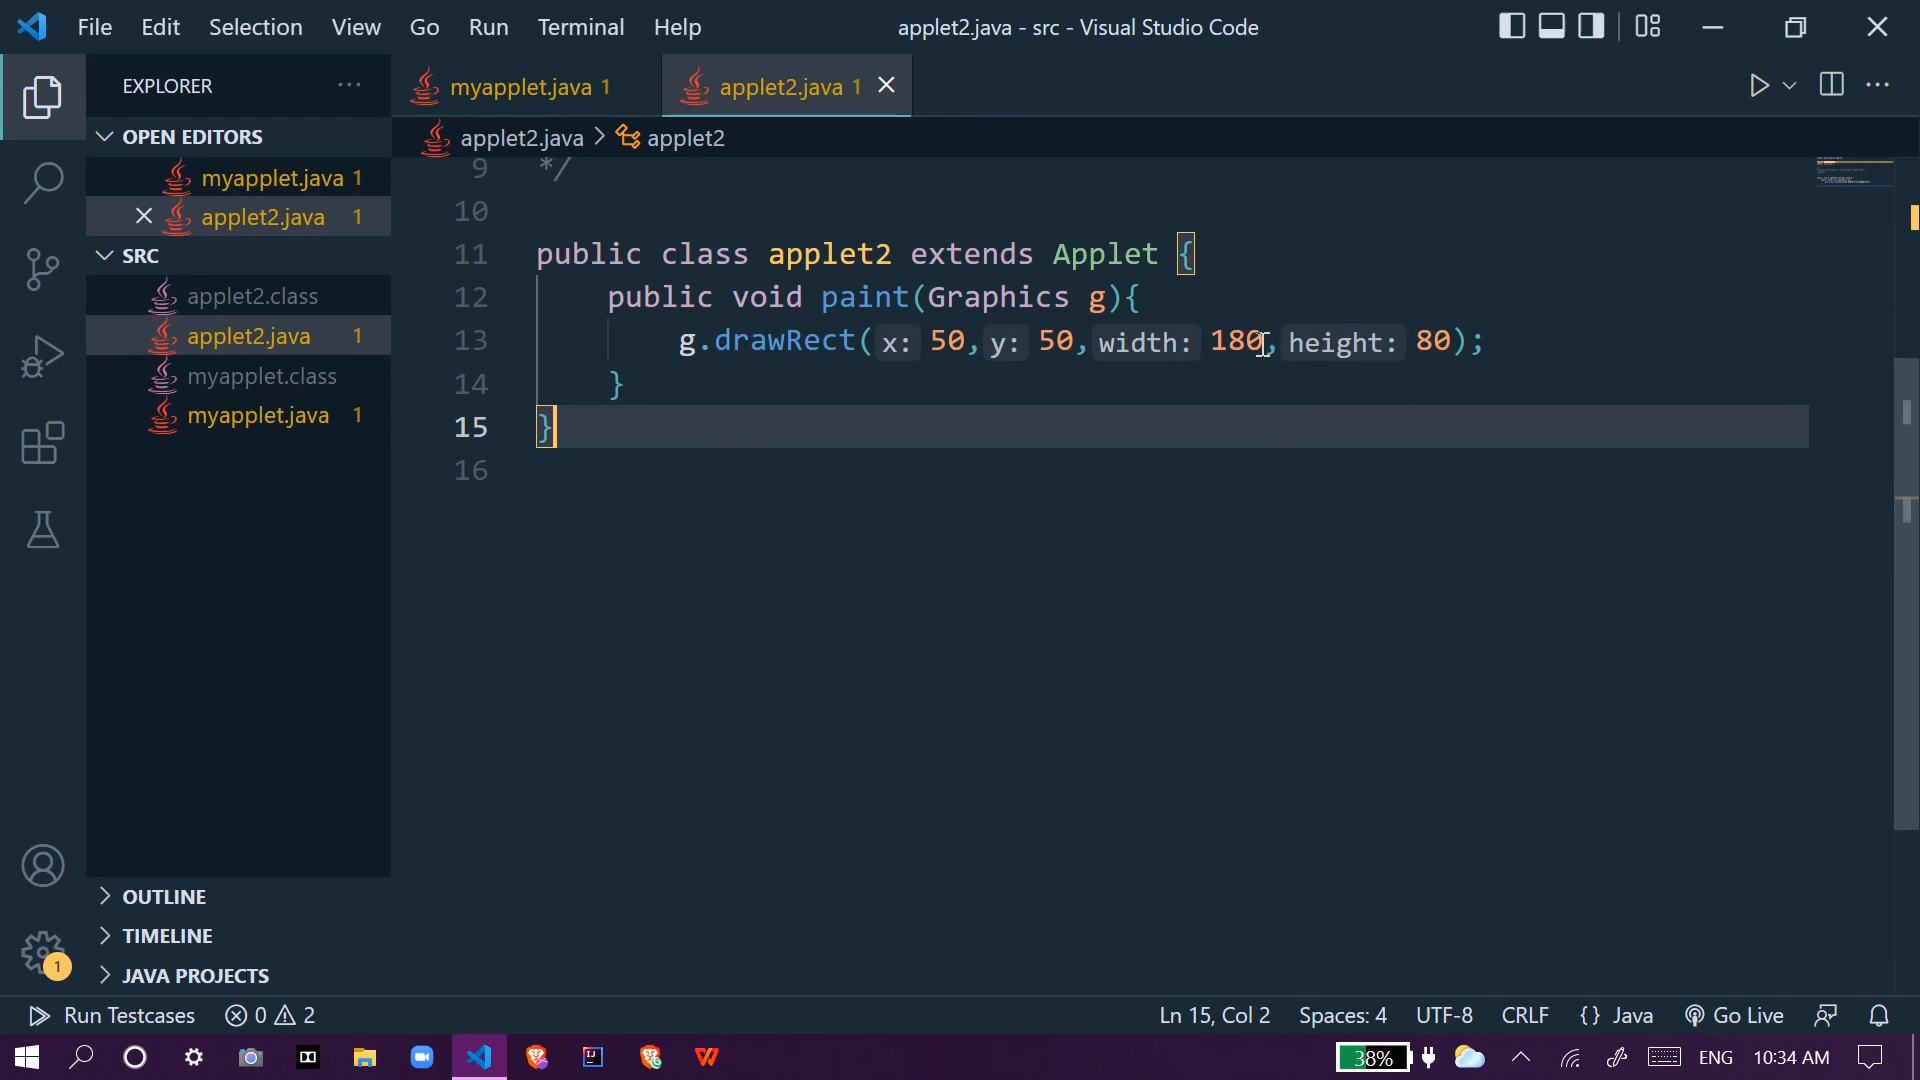 File Edit Selection View Go Run Terminal Help
applet2.java - src - Visual Studio Code
EXPLORER
myapplet.java 1
applet2.java 1
OPEN EDITORS
myapplet.java 1
applet2.java 1
SRC
applet2.class
applet2.java 1
myapplet.class
myapplet.java 1
OUTLINE
TIMELINE
JAVA PROJECTS
applet2.java > applet2
9 */
10
11 public class applet2 extends Applet {
12 public void paint(Graphics g){
13 g.drawRect(x: 50,y: 50,width: 180,height: 80);
14 }
15 }
16
1
Run Testcases 0 2
Ln 15, Col 2 Spaces: 4 UTF-8 CRLF {} Java Go Live
38% ENG 10:34 AM